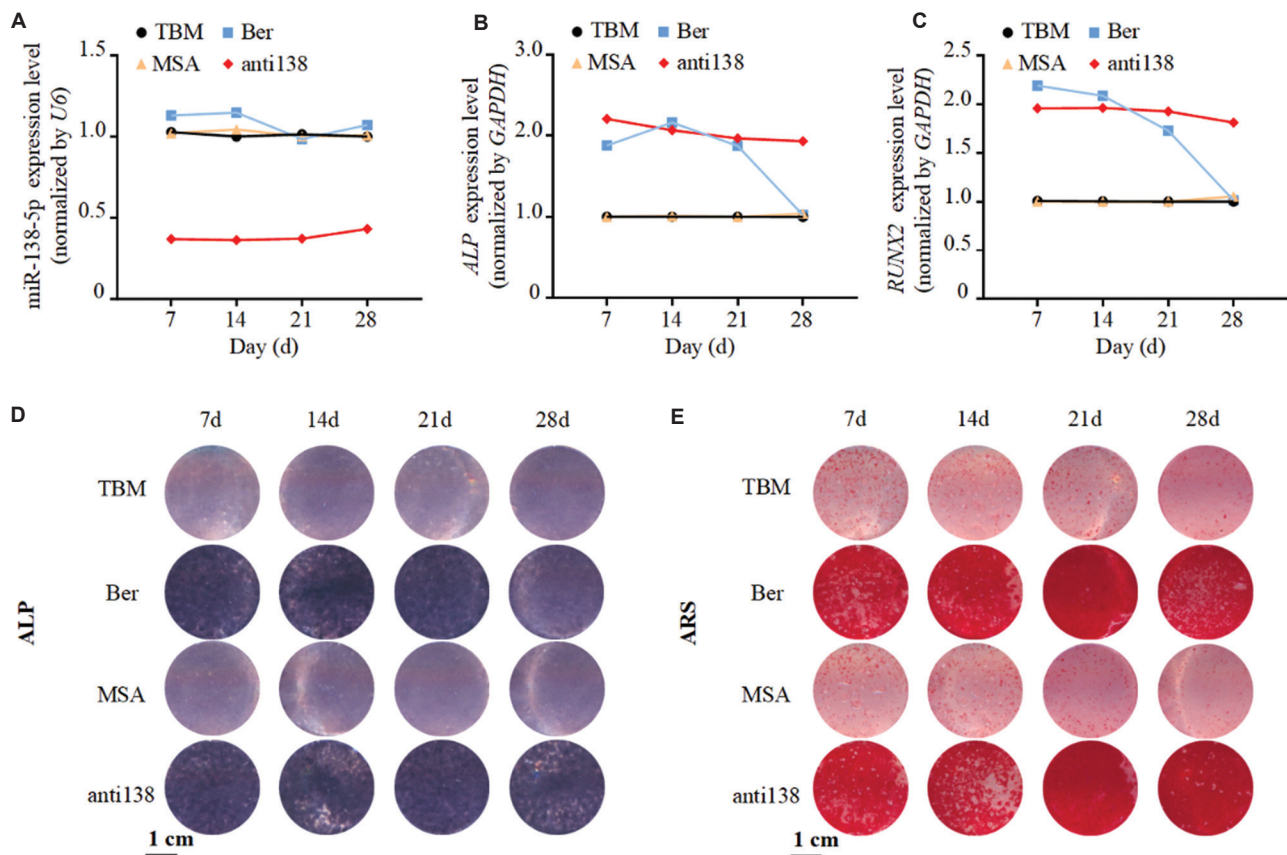 A
TBM Ber
MSA anti138
miR-138-5p expression level
(normalized by U6)
1.5
1.0
0.5
0
7 14 21 28
Day (d)
B
TBM Ber
MSA anti138
ALP expression level
(normalized by GAPDH)
3.0
2.0
1.0
0
7 14 21 28
Day (d)
C
TBM Ber
MSA anti138
RUNX2 expression level
(normalized by GAPDH)
2.5
2.0
1.5
1.0
0.5
0
7 14 21 28
Day (d)
D
7d 14d 21d 28d
ALP
TBM
Ber
MSA
anti138
1 cm
E
7d 14d 21d 28d
ARS
TBM
Ber
MSA
anti138
1 cm